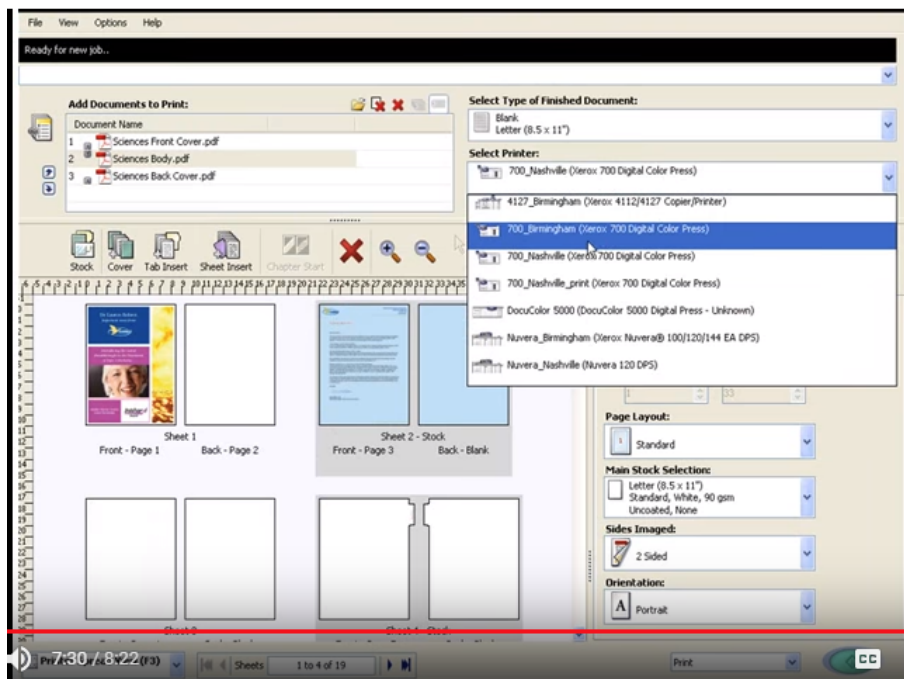 File View Options Help
Ready for new job..
Add Documents to Print:
Document Name
1 Sciences Front Cover.pdf
2 Sciences Body.pdf
3 Sciences Back Cover.pdf
Select Type of Finished Document:
Blank
Letter (8.5 x 11")
Select Printer:
700_Nashville (Xerox 700 Digital Color Press)
4127_Birmingham (Xerox 4112/4127 Copier/Printer)
700_Birmingham (Xerox 700 Digital Color Press)
700_Nashville (Xerox 700 Digital Color Press)
700_Nashville_print (Xerox 700 Digital Color Press)
DocuColor 5000 (DocuColor 5000 Digital Press - Unknown)
Nuvera_Birmingham (Xerox Nuvera® 100/120/144 EA DPS)
Nuvera_Nashville (Nuvera 120 DPS)
Stock Cover Tab Insert Sheet Insert Chapter Start
Sheet 1
Front - Page 1 Back - Page 2
Sheet 2 - Stock
Front - Page 3 Back - Blank
1 33
Page Layout:
Standard
Main Stock Selection:
Letter (8.5 x 11")
Standard, White, 90 gsm
Uncoated, None
Sides Imaged:
2 Sided
Orientation:
A Portrait
7:30 / 8:22 (F3)
Sheets 1 to 4 of 19
Print
CC